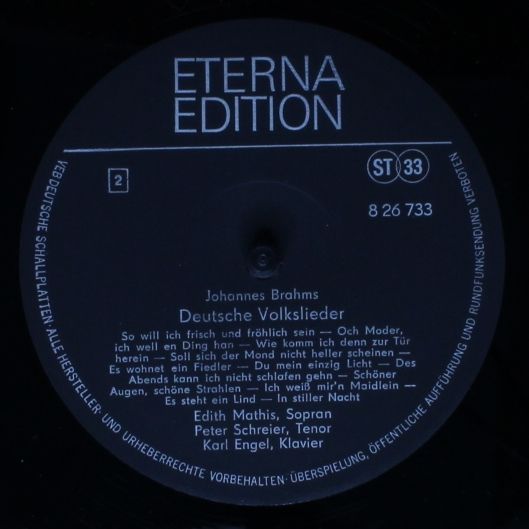 ETERNA
EDITION
2
ST 33
8 26 733
Johannes Brahms
Deutsche Volkslieder
So will ich frisch und fröhlich sein — Och Moder,
ich well en Ding han — Wie komm ich denn zur Tür
herein — Soll sich der Mond nicht heller scheinen —
Es wohnet ein Fiedler — Du mein einzig Licht — Des
Abends kann ich nicht schlafen gehn — Schöner
Augen, schöne Strahlen — Ich weiß mir'n Maidlein —
Es steht ein Lind — In stiller Nacht
Edith Mathis, Sopran
Peter Schreier, Tenor
Karl Engel, Klavier
VEB DEUTSCHE SCHALLPLATTEN · ALLE HERSTELLER- UND URHEBERRECHTE VORBEHALTEN · ÜBERSPIELUNG, ÖFFENTLICHE AUFFÜHRUNG UND RUNDFUNKSENDUNG VERBOTEN